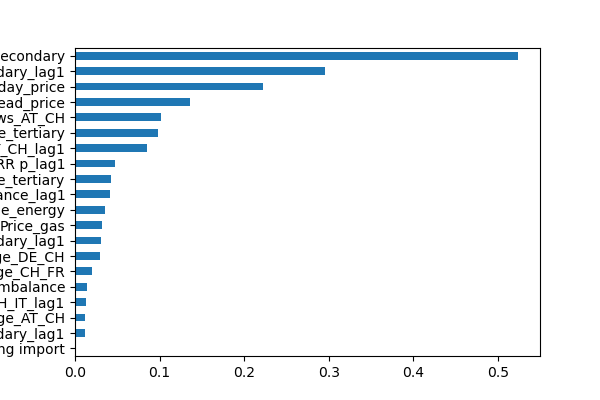 econdary
dary_lag1
day_price
ead_price
ws_AT_CH
e_tertiary
_CH_lag1
RR p_lag1
e_tertiary
ance_lag1
e_energy
Price_gas
dary_lag1
ge_DE_CH
ge_CH_FR
mbalance
H_IT_lag1
ge_AT_CH
dary_lag1
ng import
0.0 0.1 0.2 0.3 0.4 0.5